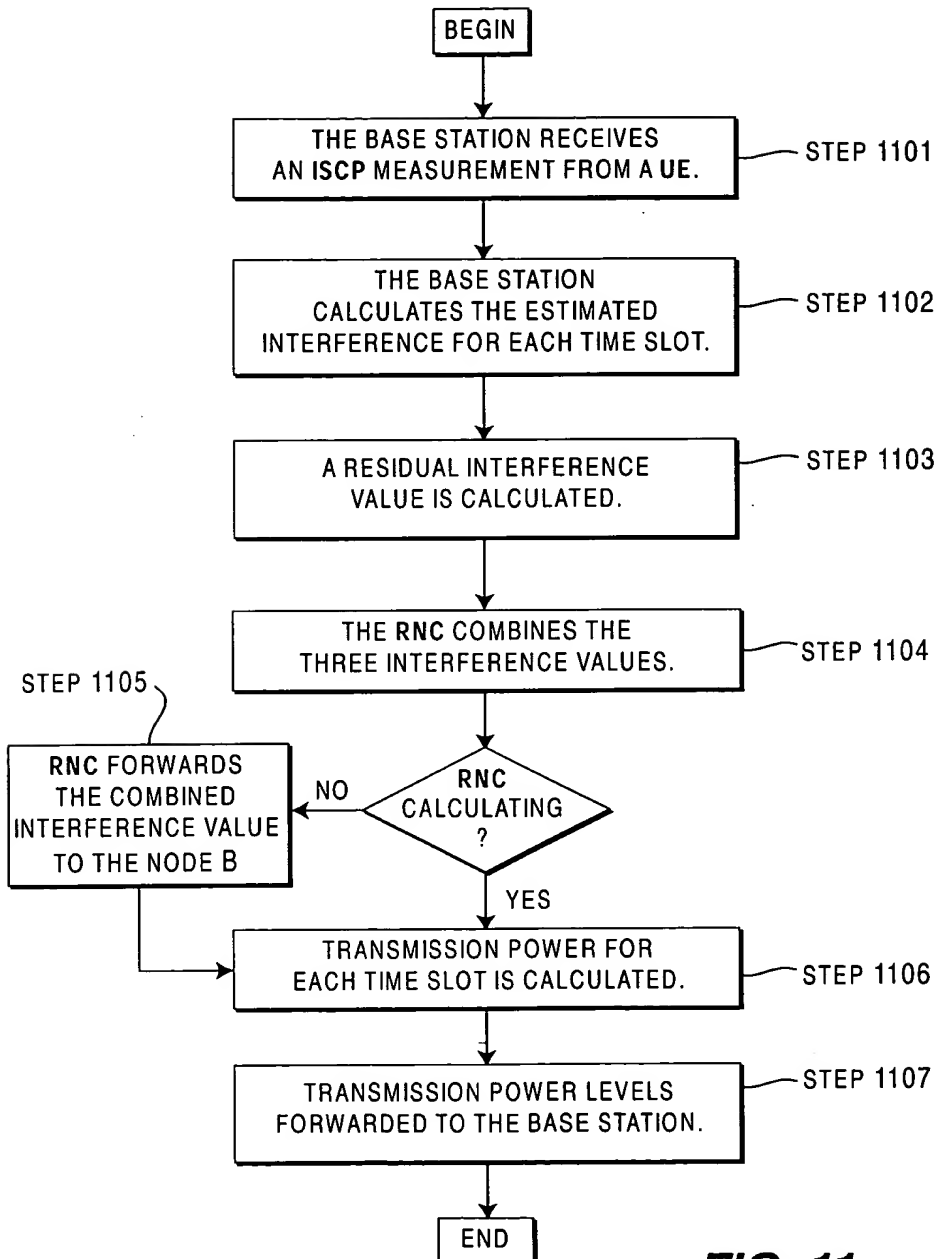 BEGIN
THE BASE STATION RECEIVES
AN ISCP MEASUREMENT FROM A UE.
STEP 1101
THE BASE STATION
CALCULATES THE ESTIMATED
INTERFERENCE FOR EACH TIME SLOT.
STEP 1102
A RESIDUAL INTERFERENCE
VALUE IS CALCULATED.
STEP 1103
THE RNC COMBINES THE
THREE INTERFERENCE VALUES.
STEP 1104
STEP 1105
RNC FORWARDS
THE COMBINED
INTERFERENCE VALUE
TO THE NODE B
NO
RNC
CALCULATING
?
YES
TRANSMISSION POWER FOR
EACH TIME SLOT IS CALCULATED.
STEP 1106
TRANSMISSION POWER LEVELS
FORWARDED TO THE BASE STATION.
STEP 1107
END